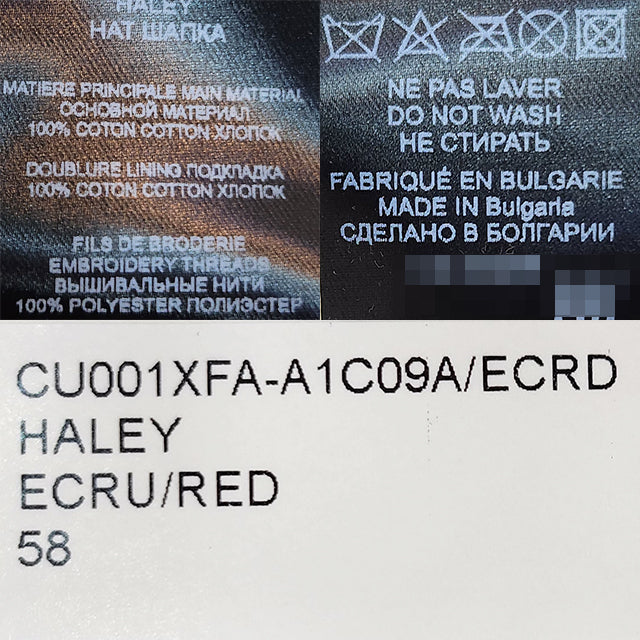 HALEY
HAT ШАПКА
MATIERE PRINCIPALE MAIN MATERIAL
ОСНОВНОЙ МАТЕРИАЛ
100% COTON COTTON ХЛОПОК
DOUBLURE LINING ПОДКЛАДКА
100% COTON COTTON ХЛОПОК
FILS DE BRODERIE
EMBROIDERY THREADS
ВЫШИВАЛЬНЫЕ НИТИ
100% POLYESTER ПОЛИЭСТЕР
NE PAS LAVER
DO NOT WASH
НЕ СТИРАТЬ
FABRIQUÉ EN BULGARIE
MADE IN Bulgaria
СДЕЛАНО В БОЛГАРИИ
CU001XFA-A1C09A/ECRD
HALEY
ECRU/RED
58